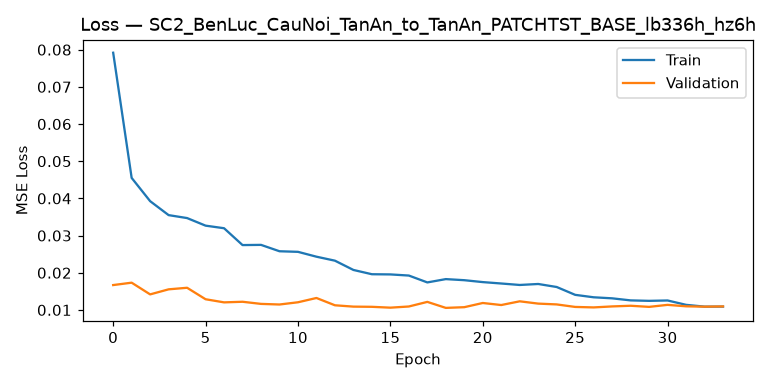 Loss — SC2_BenLuc_CauNoi_TanAn_to_TanAn_PATCHTST_BASE_lb336h_hz6h
Train
Validation
0.08
0.07
0.06
0.05
0.04
0.03
0.02
0.01
MSE Loss
0 5 10 15 20 25 30
Epoch